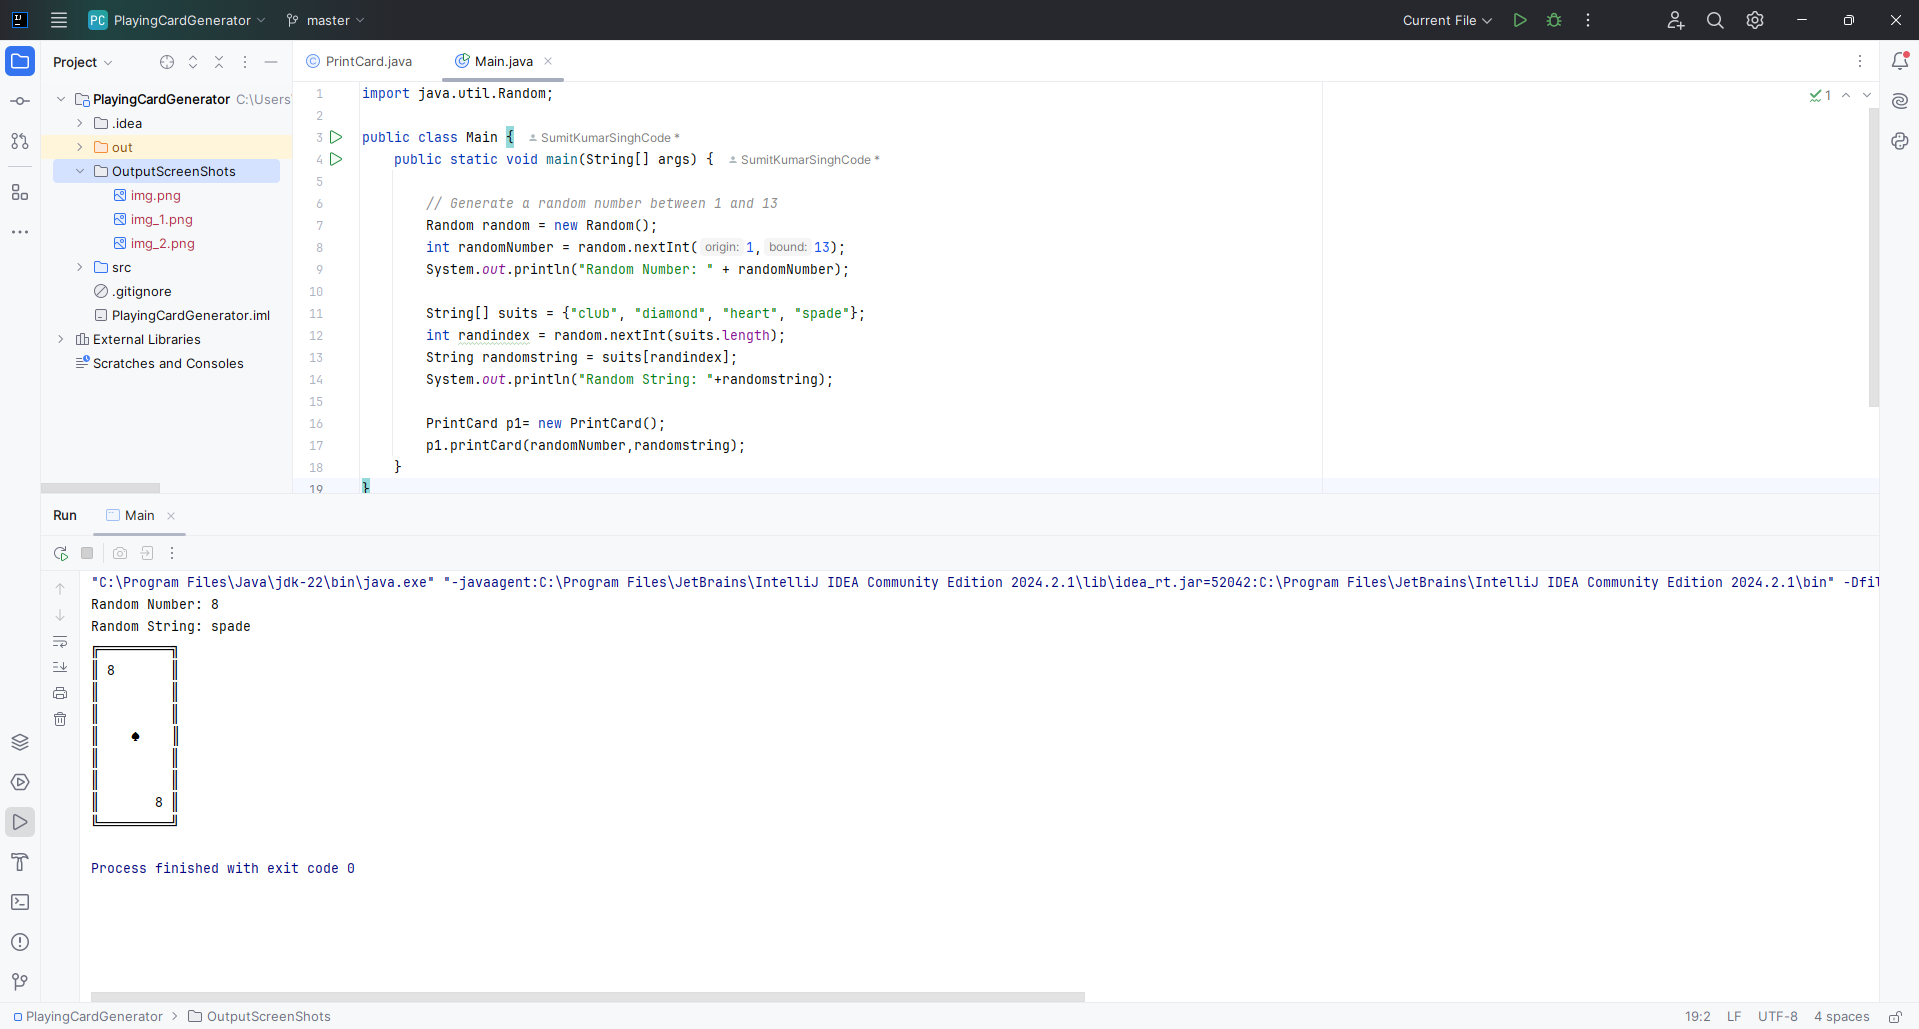 PC PlayingCardGenerator master Current File
Project
PrintCard.java Main.java
PlayingCardGenerator C:\Users
.idea
out
OutputScreenShots
img.png
img_1.png
img_2.png
src
.gitignore
PlayingCardGenerator.iml
External Libraries
Scratches and Consoles
1
1 import java.util.Random;
2
3 public class Main { SumitKumarSinghCode *
4 public static void main(String[] args) { SumitKumarSinghCode *
5
6 // Generate a random number between 1 and 13
7 Random random = new Random();
8 int randomNumber = random.nextInt( origin: 1, bound: 13);
9 System.out.println("Random Number: " + randomNumber);
10
11 String[] suits = {"club", "diamond", "heart", "spade"};
12 int randindex = random.nextInt(suits.length);
13 String randomstring = suits[randindex];
14 System.out.println("Random String: "+randomstring);
15
16 PrintCard p1= new PrintCard();
17 p1.printCard(randomNumber,randomstring);
18 }
19 }
Run Main
"C:\Program Files\Java\jdk-22\bin\java.exe" "-javaagent:C:\Program Files\JetBrains\IntelliJ IDEA Community Edition 2024.2.1\lib\idea_rt.jar=52042:C:\Program Files\JetBrains\IntelliJ IDEA Community Edition 2024.2.1\bin" -Dfil
Random Number: 8
Random String: spade
8
♠
8
Process finished with exit code 0
PlayingCardGenerator > OutputScreenShots 19:2 LF UTF-8 4 spaces